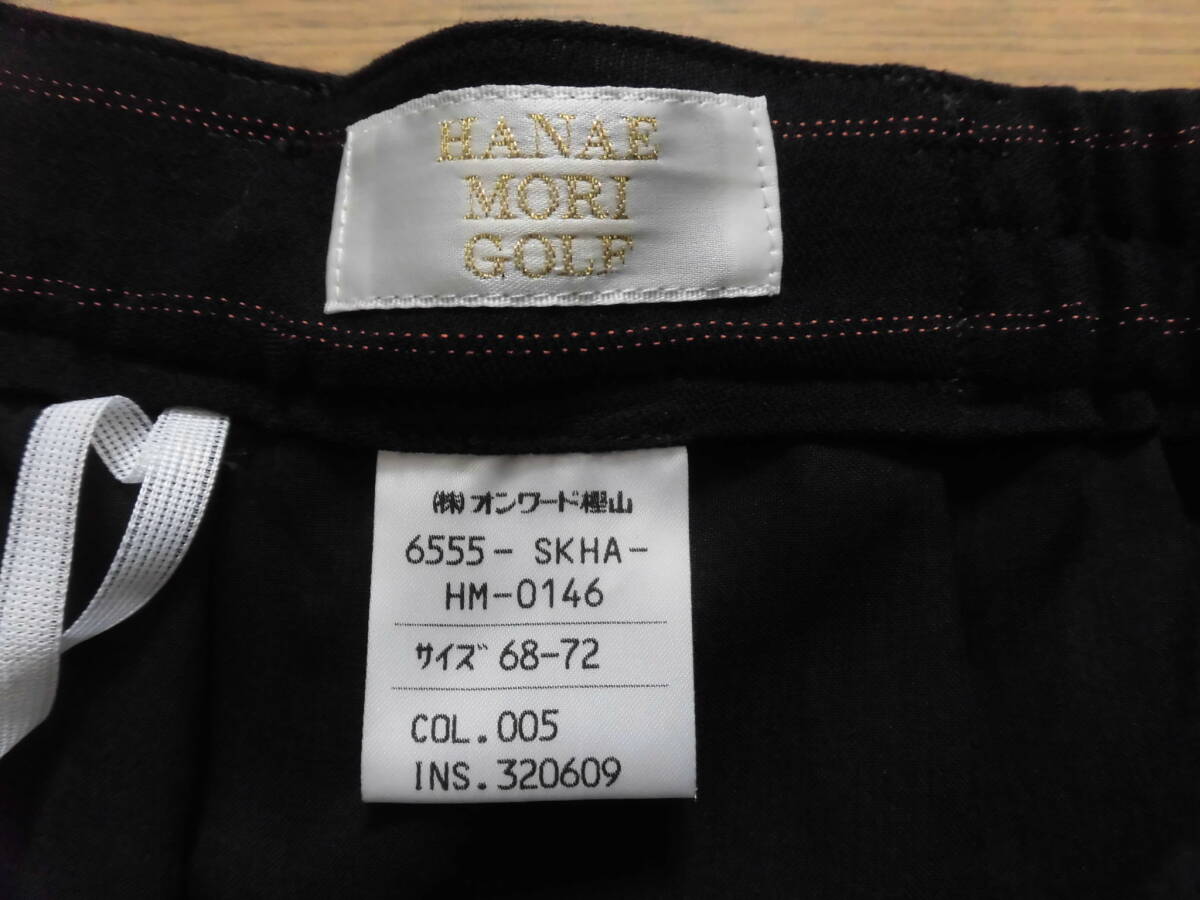 HANAE
MORI
GOLF
㈱オンワード樫山
6555- SKHA-
HM-0146
サイズ 68-72
COL.005
INS.320609